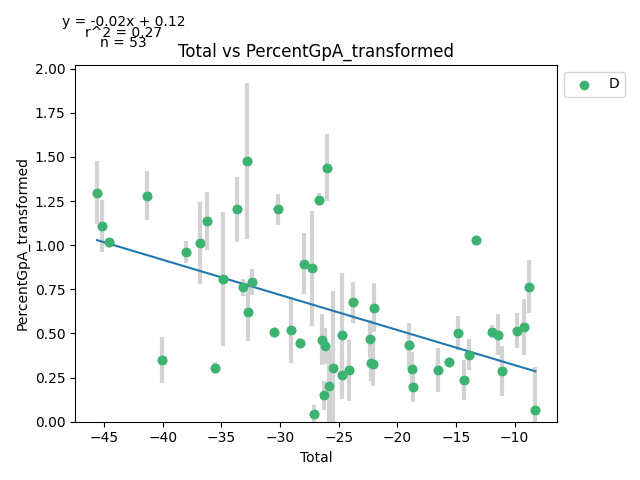 y = -0.02x + 0.12
r^2 = 0.27
n = 53
Total vs PercentGpA_transformed
D
2.00
1.75
1.50
1.25
1.00
0.75
0.50
0.25
0.00
PercentGpA_transformed
−45 −40 −35 −30 −25 −20 −15 −10
Total